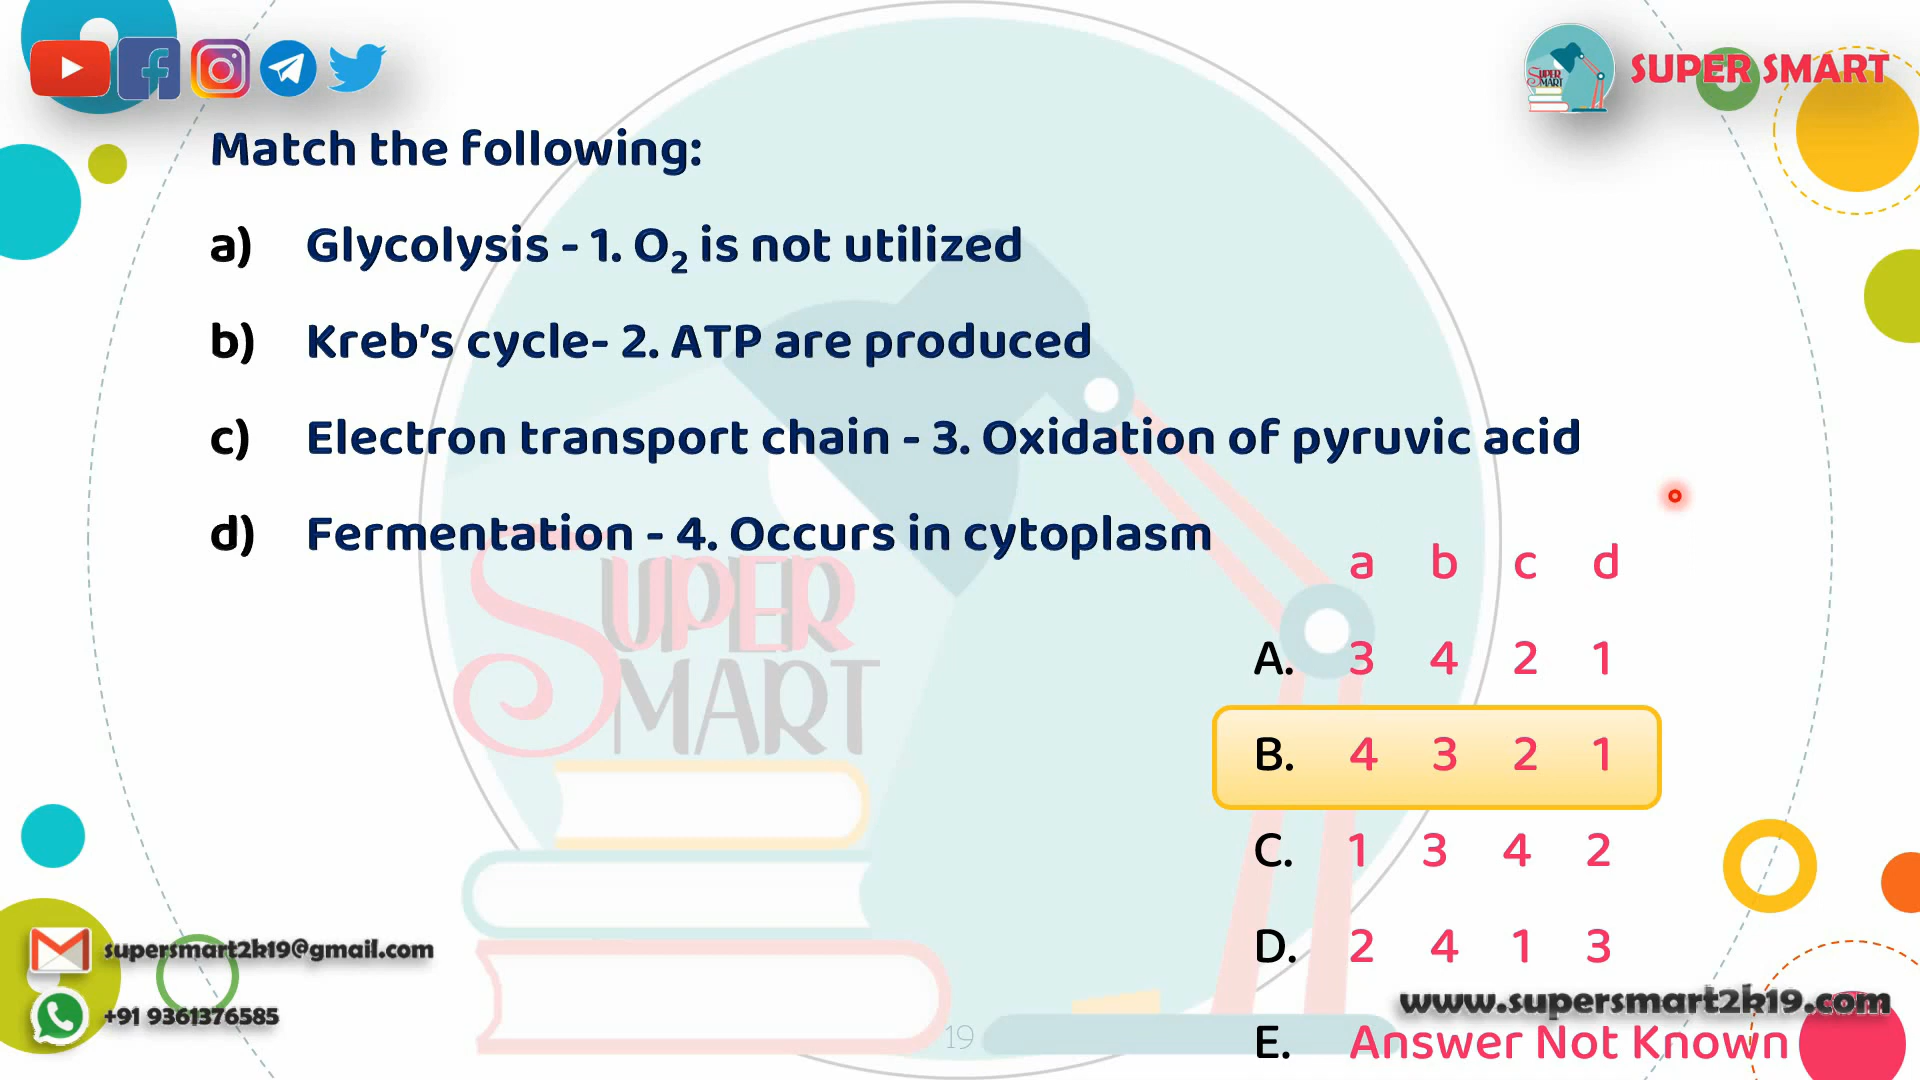 SUPER SMART
SUPER
MART
Match the following:
a) Glycolysis - 1. O₂ is not utilized
b) Kreb's cycle- 2. ATP are produced
c) Electron transport chain - 3. Oxidation of pyruvic acid
d) Fermentation - 4. Occurs in cytoplasm
SUPER
MART
a b c d
A. 3 4 2 1
B. 4 3 2 1
C. 1 3 4 2
D. 2 4 1 3
E. Answer Not Known
supersmart2k19@gmail.com
+91 9361376585
www.supersmart2k19.com
19